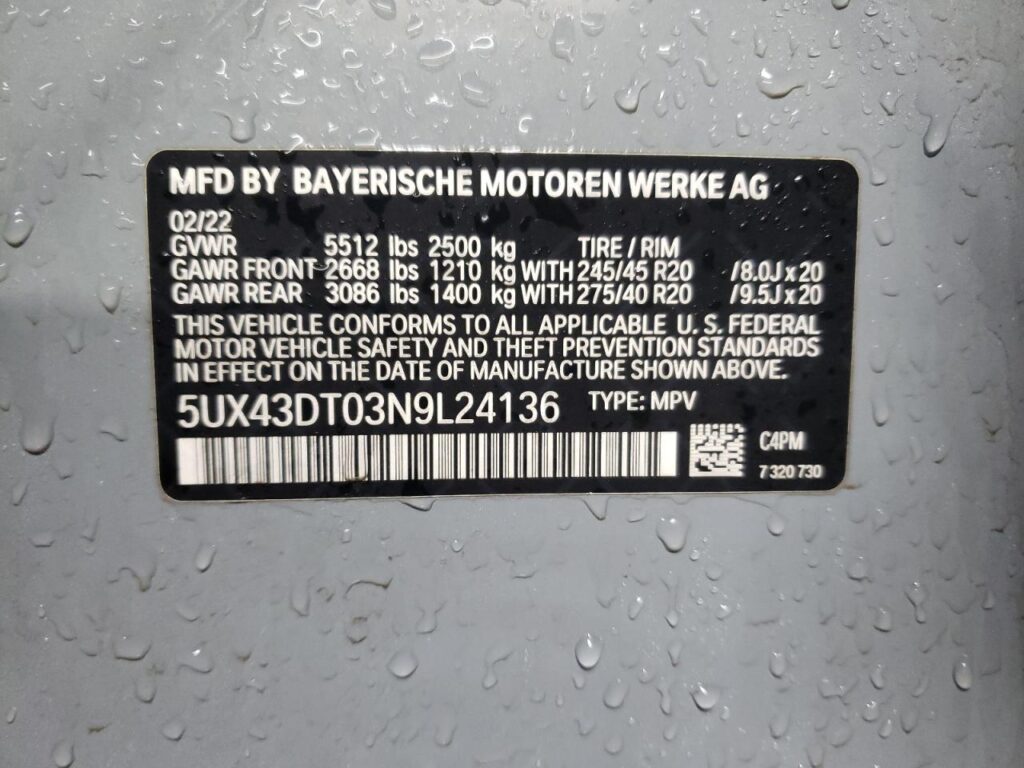 MFD BY BAYERISCHE MOTOREN WERKE AG
02/22
GVWR 5512 lbs 2500 kg TIRE / RIM
GAWR FRONT 2668 lbs 1210 kg WITH 245/45 R20 /8.0J x 20
GAWR REAR 3086 lbs 1400 kg WITH 275/40 R20 /9.5J x 20
THIS VEHICLE CONFORMS TO ALL APPLICABLE U. S. FEDERAL
MOTOR VEHICLE SAFETY AND THEFT PREVENTION STANDARDS
IN EFFECT ON THE DATE OF MANUFACTURE SHOWN ABOVE.
5UX43DT03N9L24136 TYPE: MPV
C4PM
7 320 730